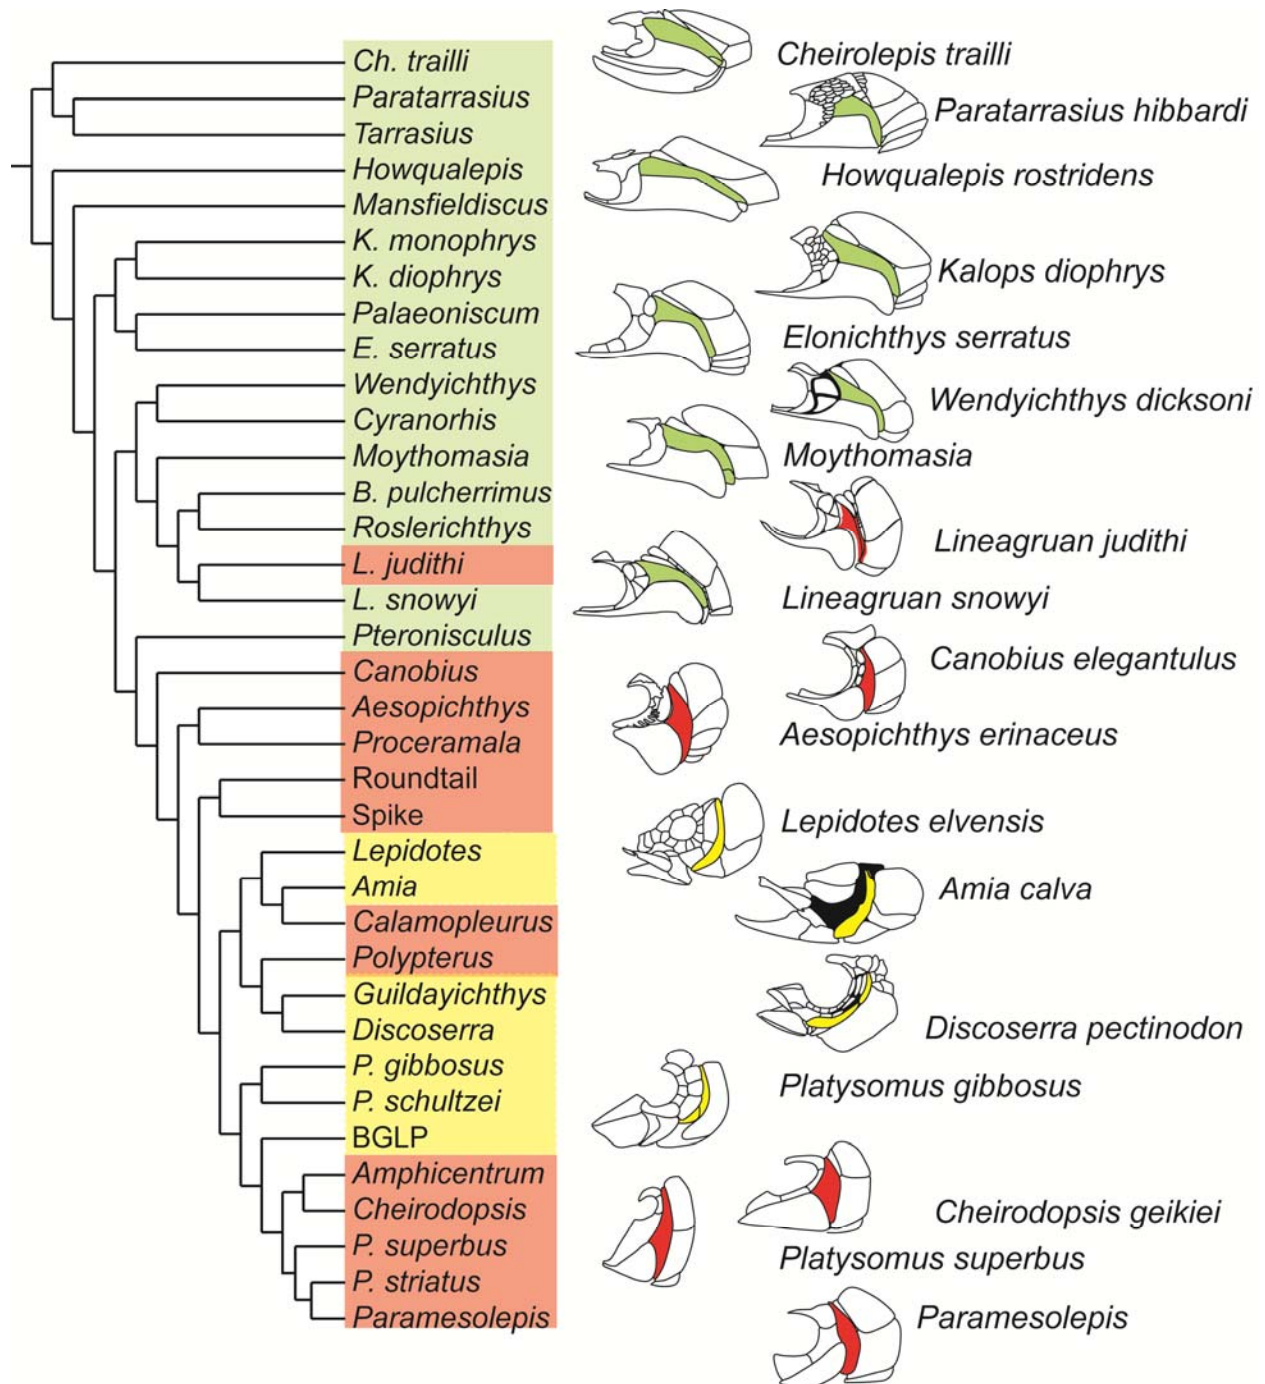 Ch. trailli
Paratarrasius
Tarrasius
Howqualepis
Mansfieldiscus
K. monophrys
K. diophrys
Palaeoniscum
E. serratus
Wendyichthys
Cyranorhis
Moythomasia
B. pulcherrimus
Roslerichthys
L. judithi
L. snowyi
Pteronisculus
Canobius
Aesopichthys
Proceramala
Roundtail
Spike
Lepidotes
Amia
Calamopleurus
Polypterus
Guildayichthys
Discoserra
P. gibbosus
P. schultzei
BGLP
Amphicentrum
Cheirodopsis
P. superbus
P. striatus
Paramesolepis
Cheirolepis trailli
Paratarrasius hibbardi
Howqualepis rostridens
Kalops diophrys
Elonichthys serratus
Wendyichthys dicksoni
Moythomasia
Lineagruan judithi
Lineagruan snowyi
Canobius elegantulus
Aesopichthys erinaceus
Lepidotes elvensis
Amia calva
Discoserra pectinodon
Platysomus gibbosus
Cheirodopsis geikiei
Platysomus superbus
Paramesolepis